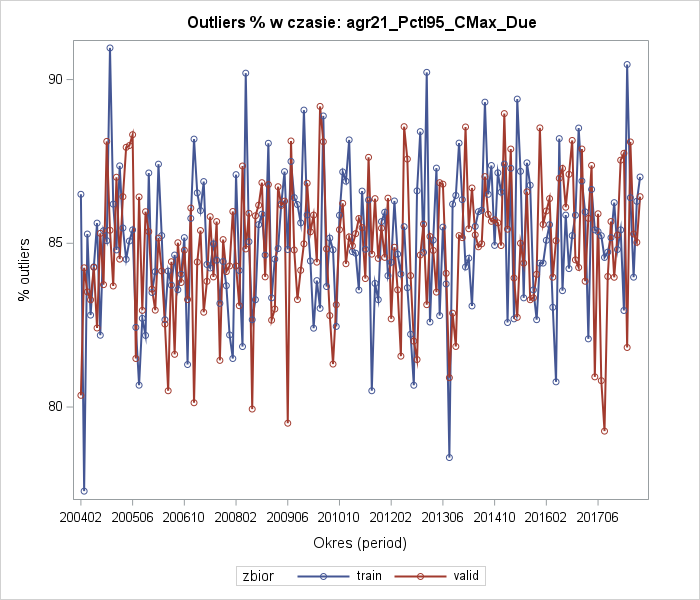 Outliers % w czasie: agr21_Pctl95_CMax_Due
% outliers
90
85
80
200402 200506 200610 200802 200906 201010 201202 201306 201410 201602 201706
Okres (period)
zbior train valid